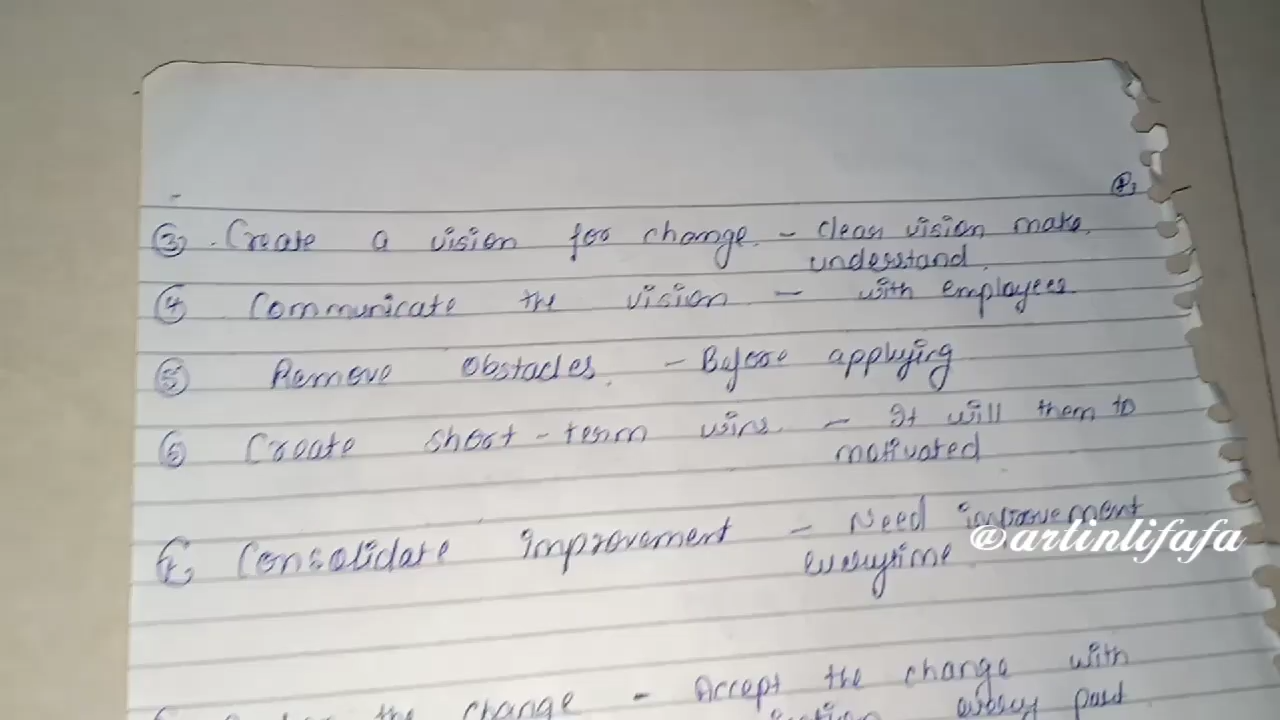 ③ Create a vision for change - clear vision make
understand.
④ Communicate the vision - with employees
⑤ Remove Obstacles. - Before applying
⑥ Create short-term wins - It will them to
motivated
Consolidate improvement - Need improvement
everytime
@artinlifafa
the change - Accept the change with
every